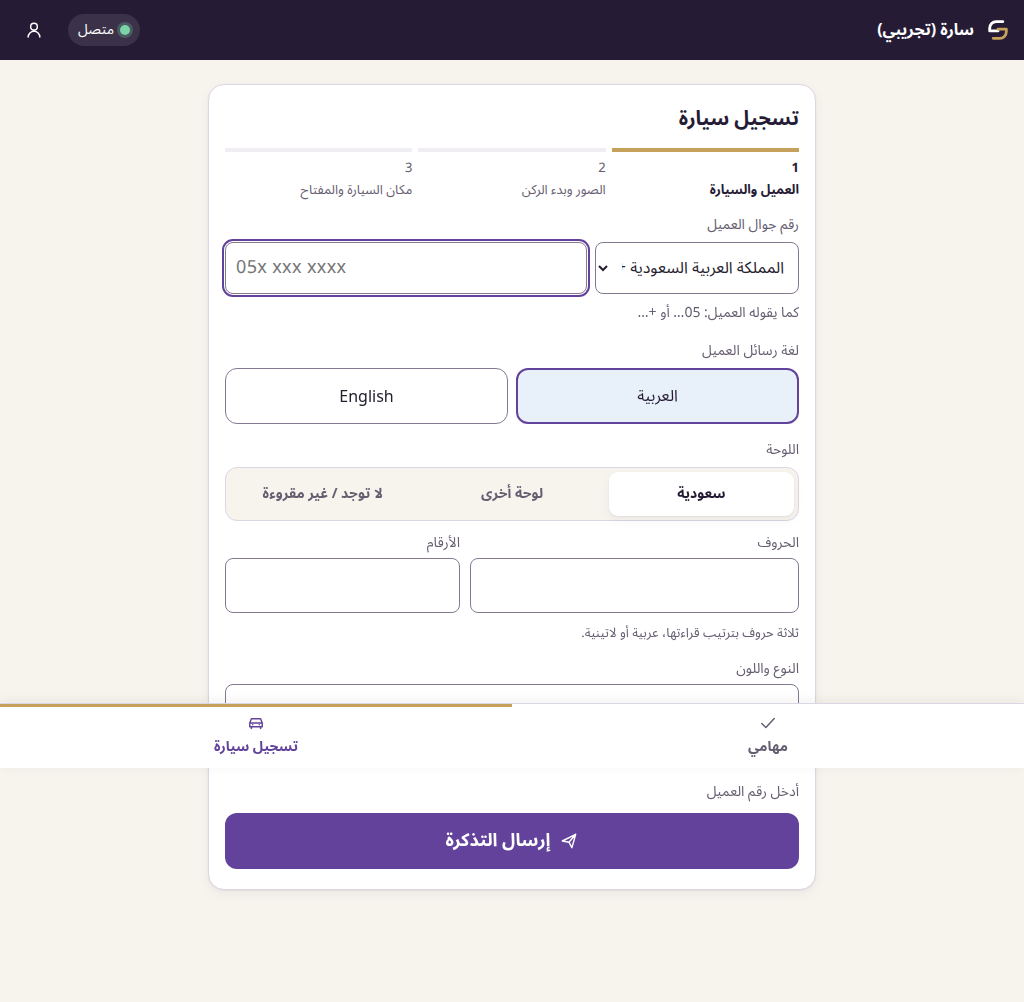 سارة (تجريبي)
متصل
تسجيل سيارة
1
العميل والسيارة
2
الصور وبدء الركن
3
مكان السيارة والمفتاح
رقم جوال العميل
المملكة العربية السعودية
05x xxx xxxx
كما يقوله العميل: 05... أو +...
لغة رسائل العميل
العربية
English
اللوحة
سعودية
لوحة أخرى
لا توجد / غير مقروءة
الحروف
الأرقام
ثلاثة حروف بترتيب قراءتها، عربية أو لاتينية.
النوع واللون
مهامي
تسجيل سيارة
أدخل رقم العميل
إرسال التذكرة